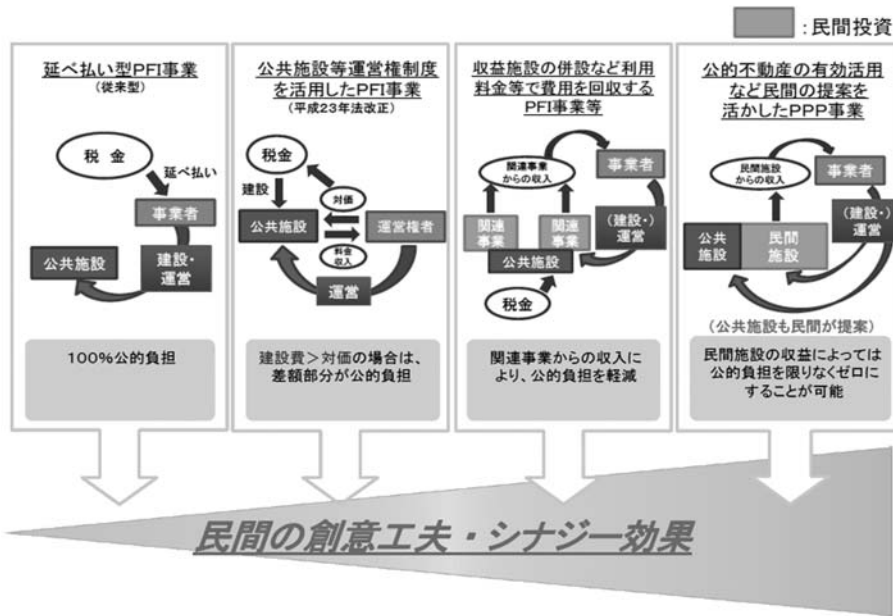 ：民間投資
延べ払い型PFI事業
（従来型）
税金
延べ払い
事業者
公共施設
建設・
運営
100％公的負担
公共施設等運営権制度
を活用したPFI事業
（平成23年法改正）
税金
建設
対価
公共施設
運営権者
料金
収入
運営
建設費＞対価の場合は、
差額部分が公的負担
収益施設の併設など利用
料金等で費用を回収する
PFI事業等
関連事業
からの収入
事業者
関連
事業
関連
事業
（建設・）
運営
公共施設
税金
関連事業からの収入に
より、公的負担を軽減
公的不動産の有効活用
など民間の提案を
活かしたPPP事業
民間施設
からの収入
事業者
公共
施設
民間
施設
（建設・）
運営
（公共施設も民間が提案）
民間施設の収益によっては
公的負担を限りなくゼロに
することが可能
民間の創意工夫・シナジー効果